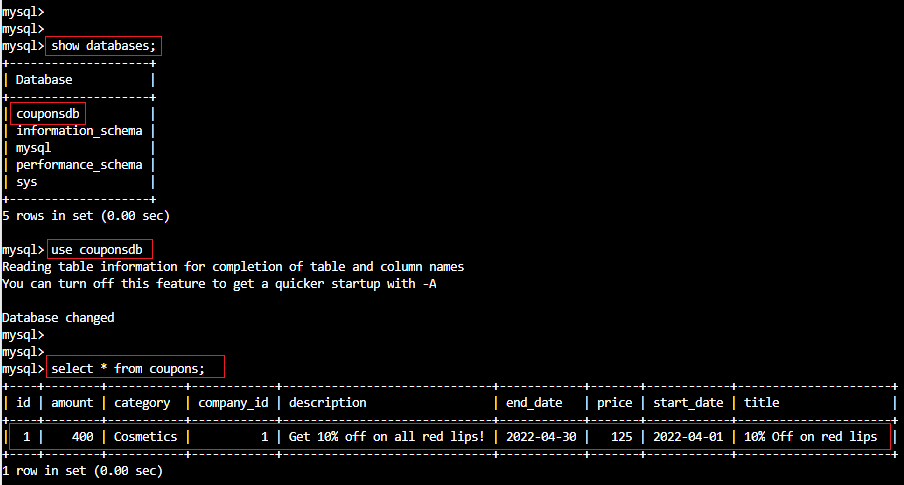 mysql>
mysql>
mysql> show databases;
+--------------------+
| Database           |
+--------------------+
| couponsdb          |
| information_schema |
| mysql              |
| performance_schema |
| sys                |
+--------------------+
5 rows in set (0.00 sec)
mysql> use couponsdb
Reading table information for completion of table and column names
You can turn off this feature to get a quicker startup with -A
Database changed
mysql>
mysql>
mysql> select * from coupons;
+----+--------+-----------+------------+------------------------------+------------+-------+------------+---------------------+
| id | amount | category  | company_id | description                  | end_date   | price | start_date | title               |
+----+--------+-----------+------------+------------------------------+------------+-------+------------+---------------------+
| 1 | 400 | Cosmetics | 1 | Get 10% off on all red lips! | 2022-04-30 | 125 | 2022-04-01 | 10% Off on red lips |
+----+--------+-----------+------------+------------------------------+------------+-------+------------+---------------------+
1 row in set (0.00 sec)